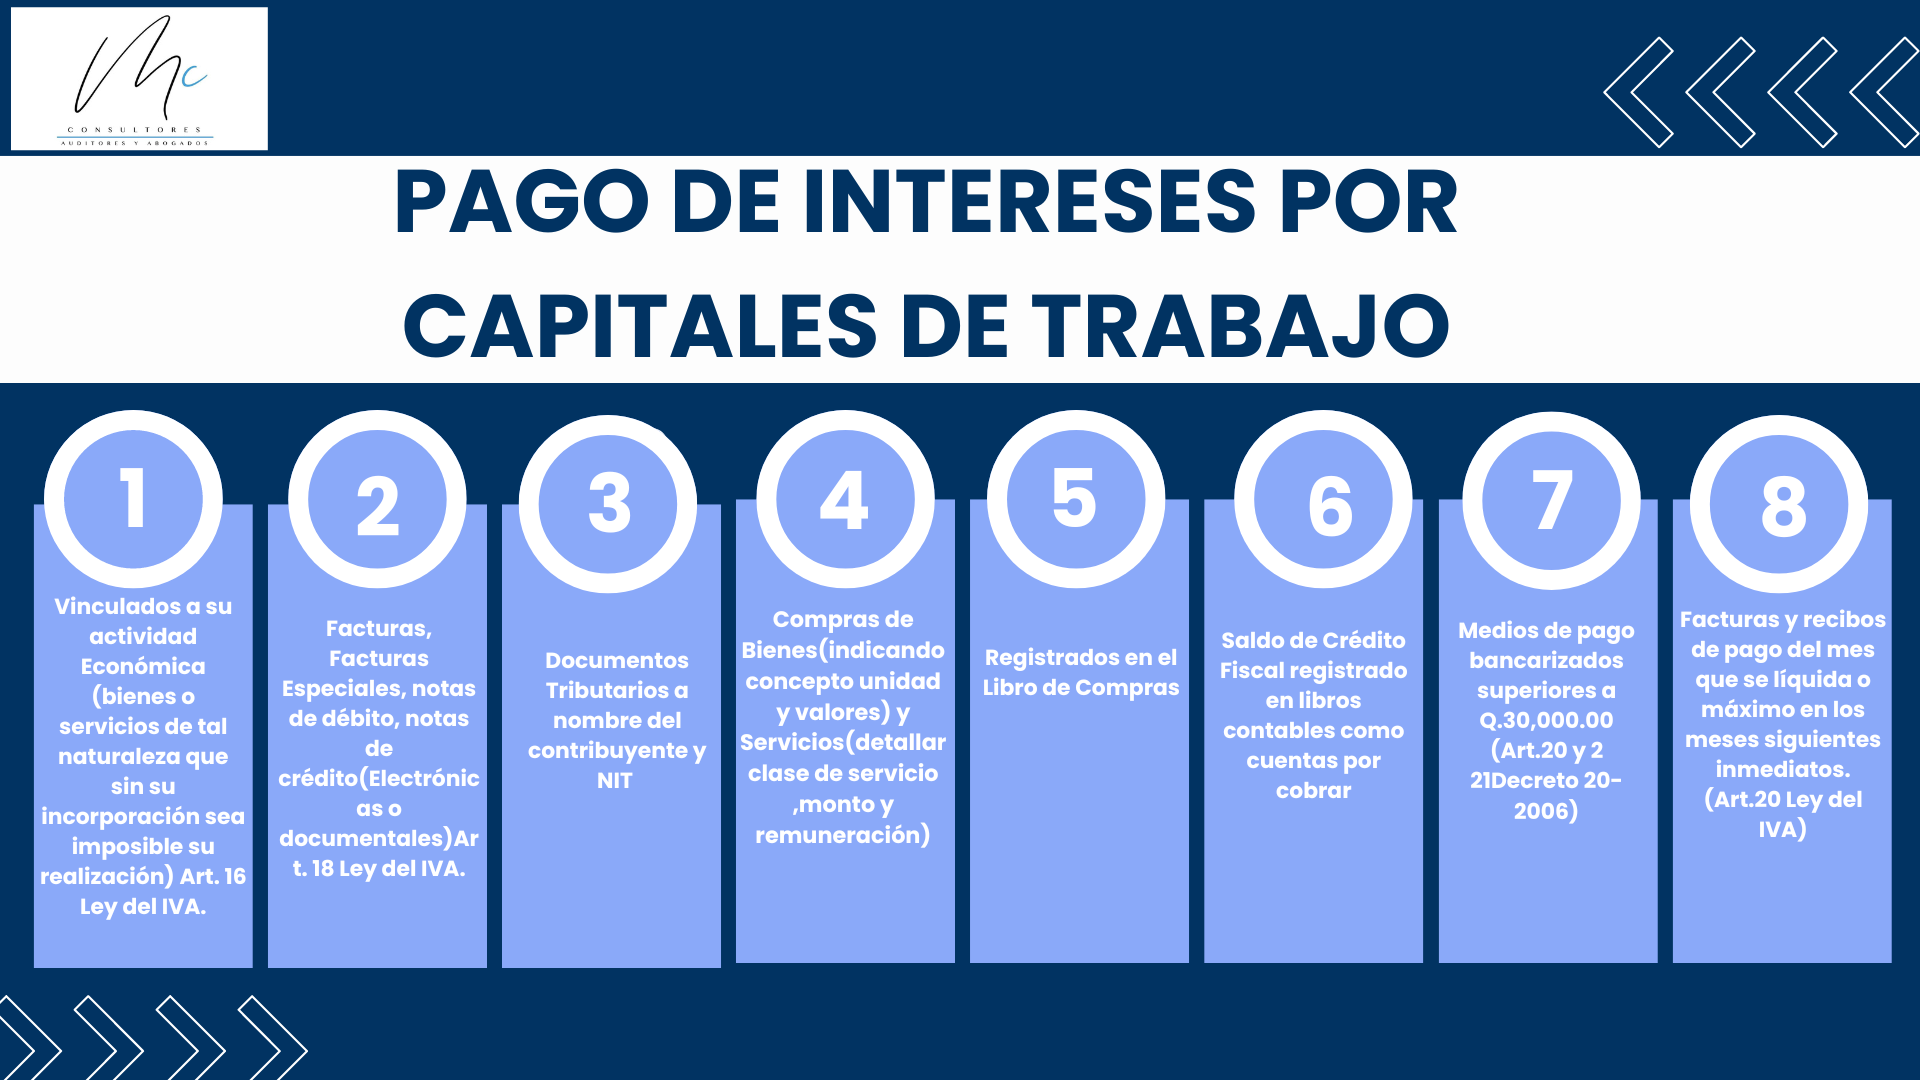 Mc
CONSULTORES
AUDITORES Y ABOGADOS
PAGO DE INTERESES POR
CAPITALES DE TRABAJO
1
Vinculados a su
actividad
Económica
(bienes o
servicios de tal
naturaleza que
sin su
incorporación sea
imposible su
realización) Art. 16
Ley del IVA.
2
Facturas,
Facturas
Especiales, notas
de débito, notas
de
crédito(Electrónic
as o
documentales)Ar
t. 18 Ley del IVA.
3
Documentos
Tributarios a
nombre del
contribuyente y
NIT
4
Compras de
Bienes(indicando
concepto unidad
y valores) y
Servicios(detallar
clase de servicio
,monto y
remuneración)
5
Registrados en el
Libro de Compras
6
Saldo de Crédito
Fiscal registrado
en libros
contables como
cuentas por
cobrar
7
Medios de pago
bancarizados
superiores a
Q.30,000.00
(Art.20 y 2
21Decreto 20-
2006)
8
Facturas y recibos
de pago del mes
que se líquida o
máximo en los
meses siguientes
inmediatos.
(Art.20 Ley del
IVA)